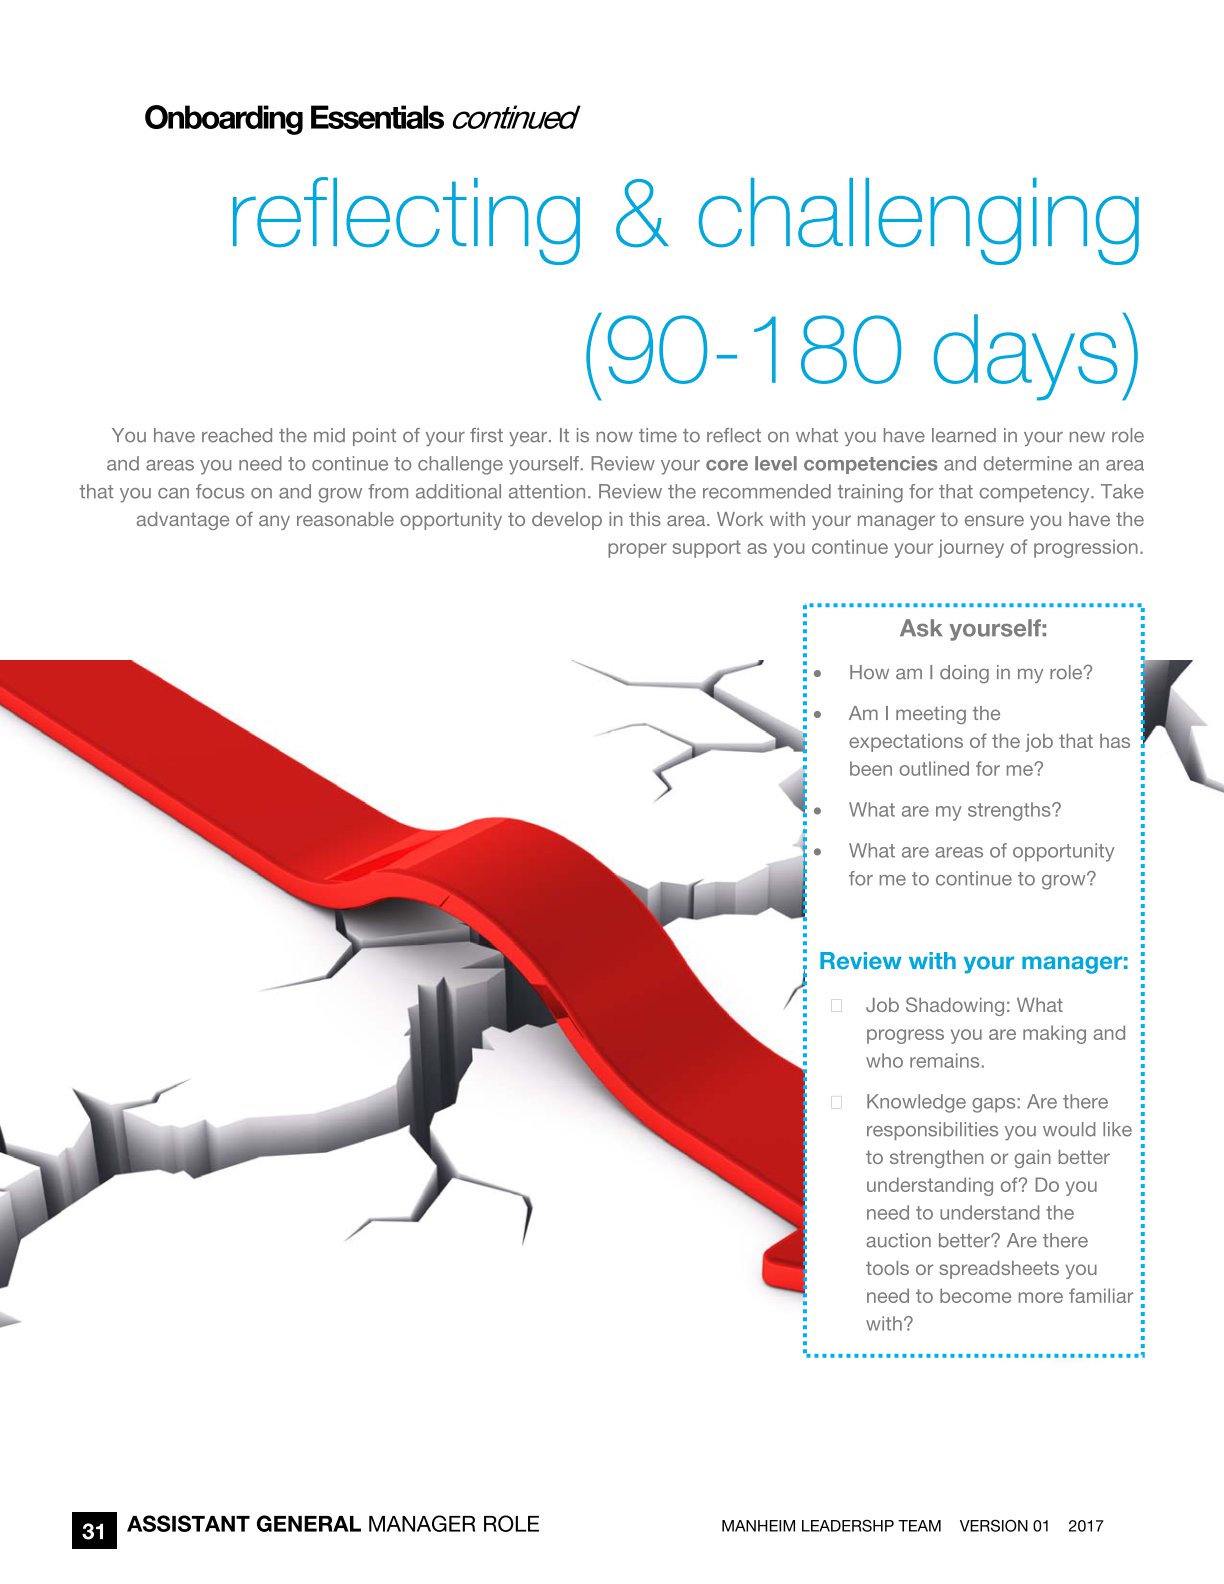 Onboarding Essentials continued
reflecting & challenging
(90-180 days)
You have reached the mid point of your first year. It is now time to reflect on what you have learned in your new role
and areas you need to continue to challenge yourself. Review your core level competencies and determine an area
that you can focus on and grow from additional attention. Review the recommended training for that competency. Take
advantage of any reasonable opportunity to develop in this area. Work with your manager to ensure you have the
proper support as you continue your journey of progression.
Ask yourself:
• How am I doing in my role?
• Am I meeting the
expectations of the job that has
been outlined for me?
• What are my strengths?
• What are areas of opportunity
for me to continue to grow?
Review with your manager:
□ Job Shadowing: What
progress you are making and
who remains.
□ Knowledge gaps: Are there
responsibilities you would like
to strengthen or gain better
understanding of? Do you
need to understand the
auction better? Are there
tools or spreadsheets you
need to become more familiar
with?
31 ASSISTANT GENERAL MANAGER ROLE
MANHEIM LEADERSHP TEAM VERSION 01 2017